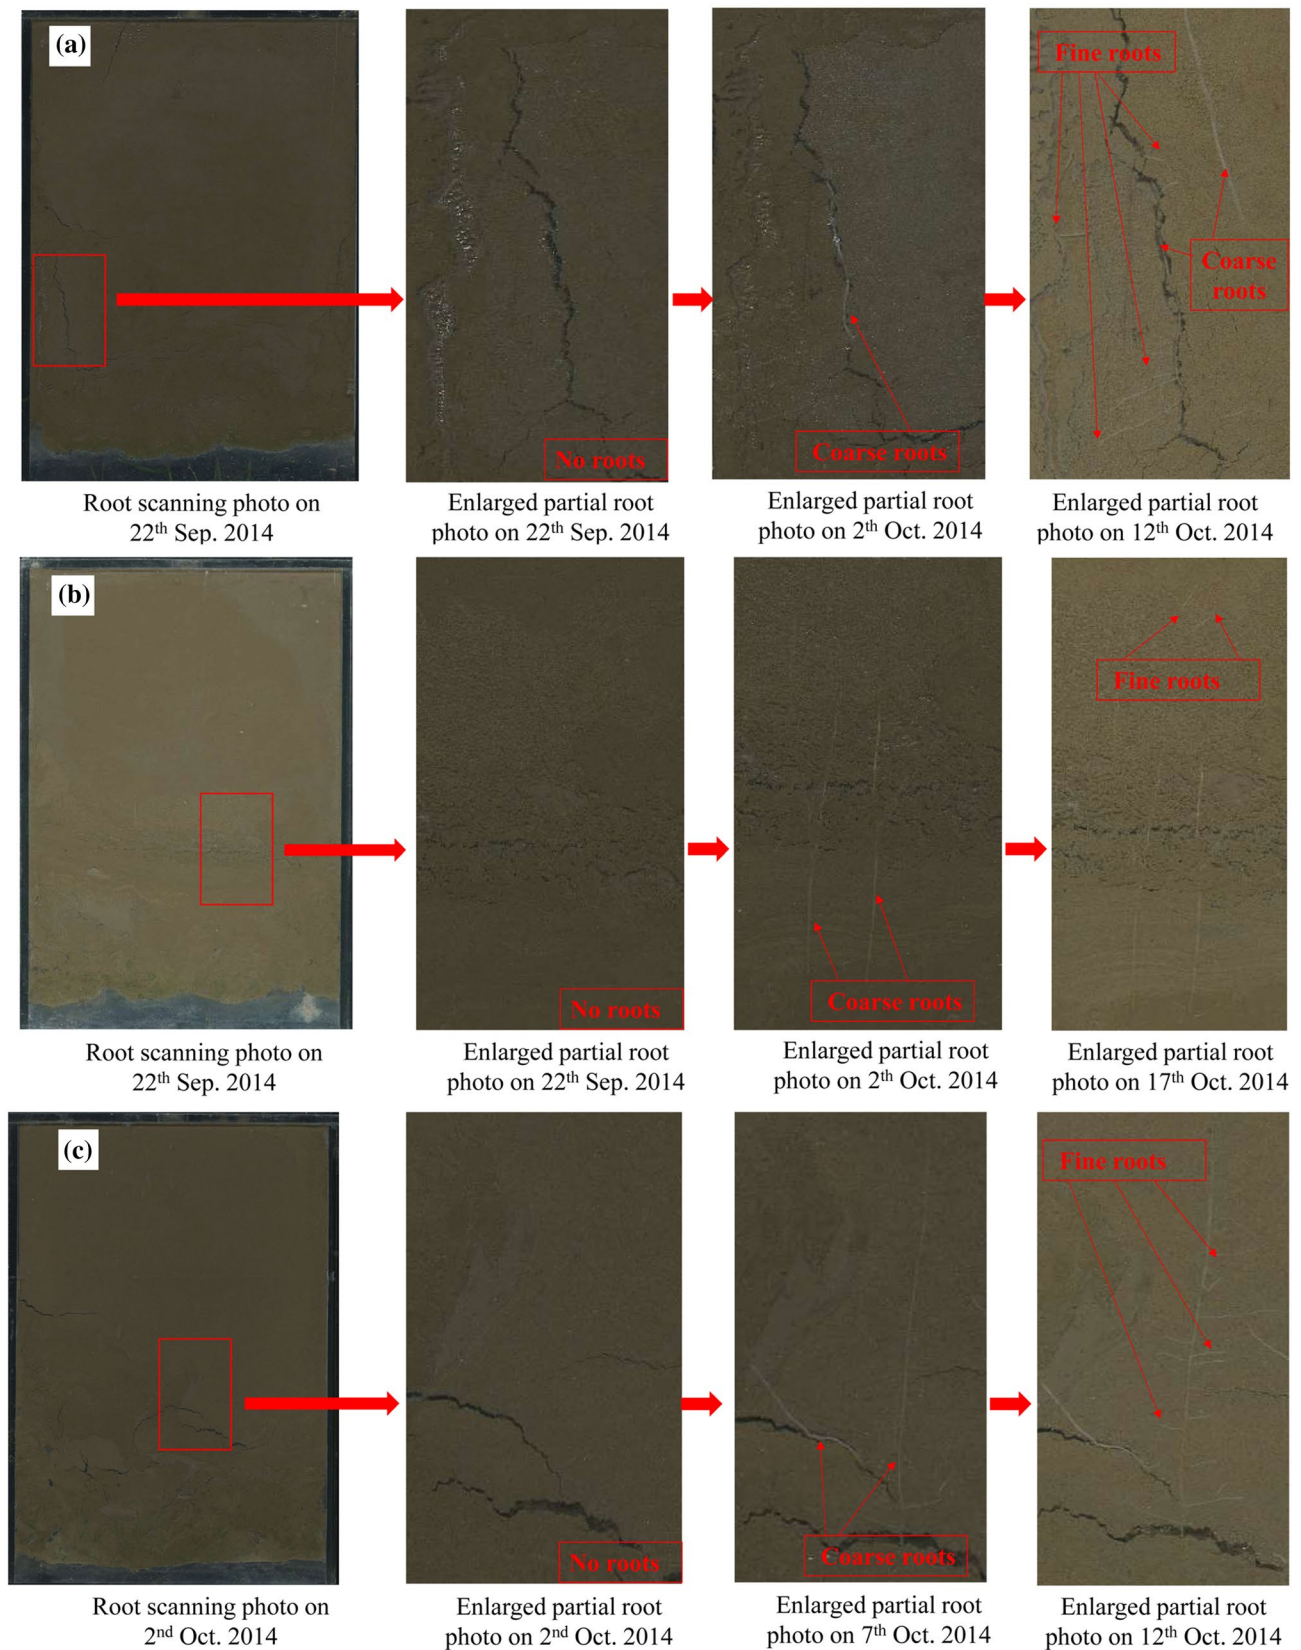 (a)
Fine roots
Coarse
roots
No roots
Coarse roots
Root scanning photo on
22th Sep. 2014
Enlarged partial root
photo on 22th Sep. 2014
Enlarged partial root
photo on 2th Oct. 2014
Enlarged partial root
photo on 12th Oct. 2014
(b)
Fine roots
No roots
Coarse roots
Root scanning photo on
22th Sep. 2014
Enlarged partial root
photo on 22th Sep. 2014
Enlarged partial root
photo on 2th Oct. 2014
Enlarged partial root
photo on 17th Oct. 2014
(c)
Fine roots
No roots
Coarse roots
Root scanning photo on
2nd Oct. 2014
Enlarged partial root
photo on 2nd Oct. 2014
Enlarged partial root
photo on 7th Oct. 2014
Enlarged partial root
photo on 12th Oct. 2014